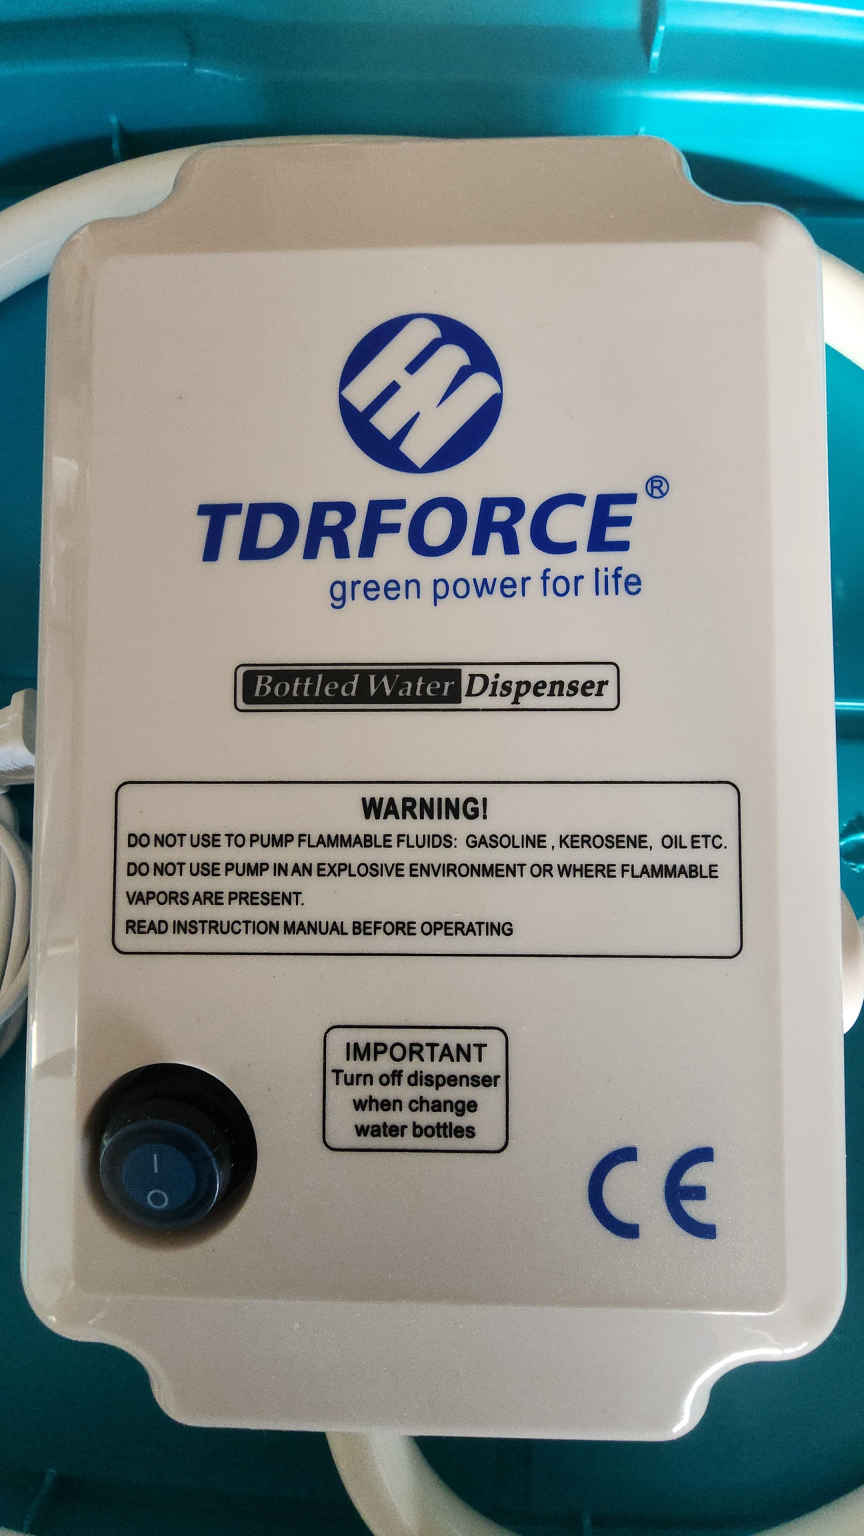 TDRFORCE®
green power for life
Bottled Water Dispenser
WARNING!
DO NOT USE TO PUMP FLAMMABLE FLUIDS: GASOLINE , KEROSENE, OIL ETC.
DO NOT USE PUMP IN AN EXPLOSIVE ENVIRONMENT OR WHERE FLAMMABLE
VAPORS ARE PRESENT.
READ INSTRUCTION MANUAL BEFORE OPERATING
IMPORTANT
Turn off dispenser
when change
water bottles
I
O
CE